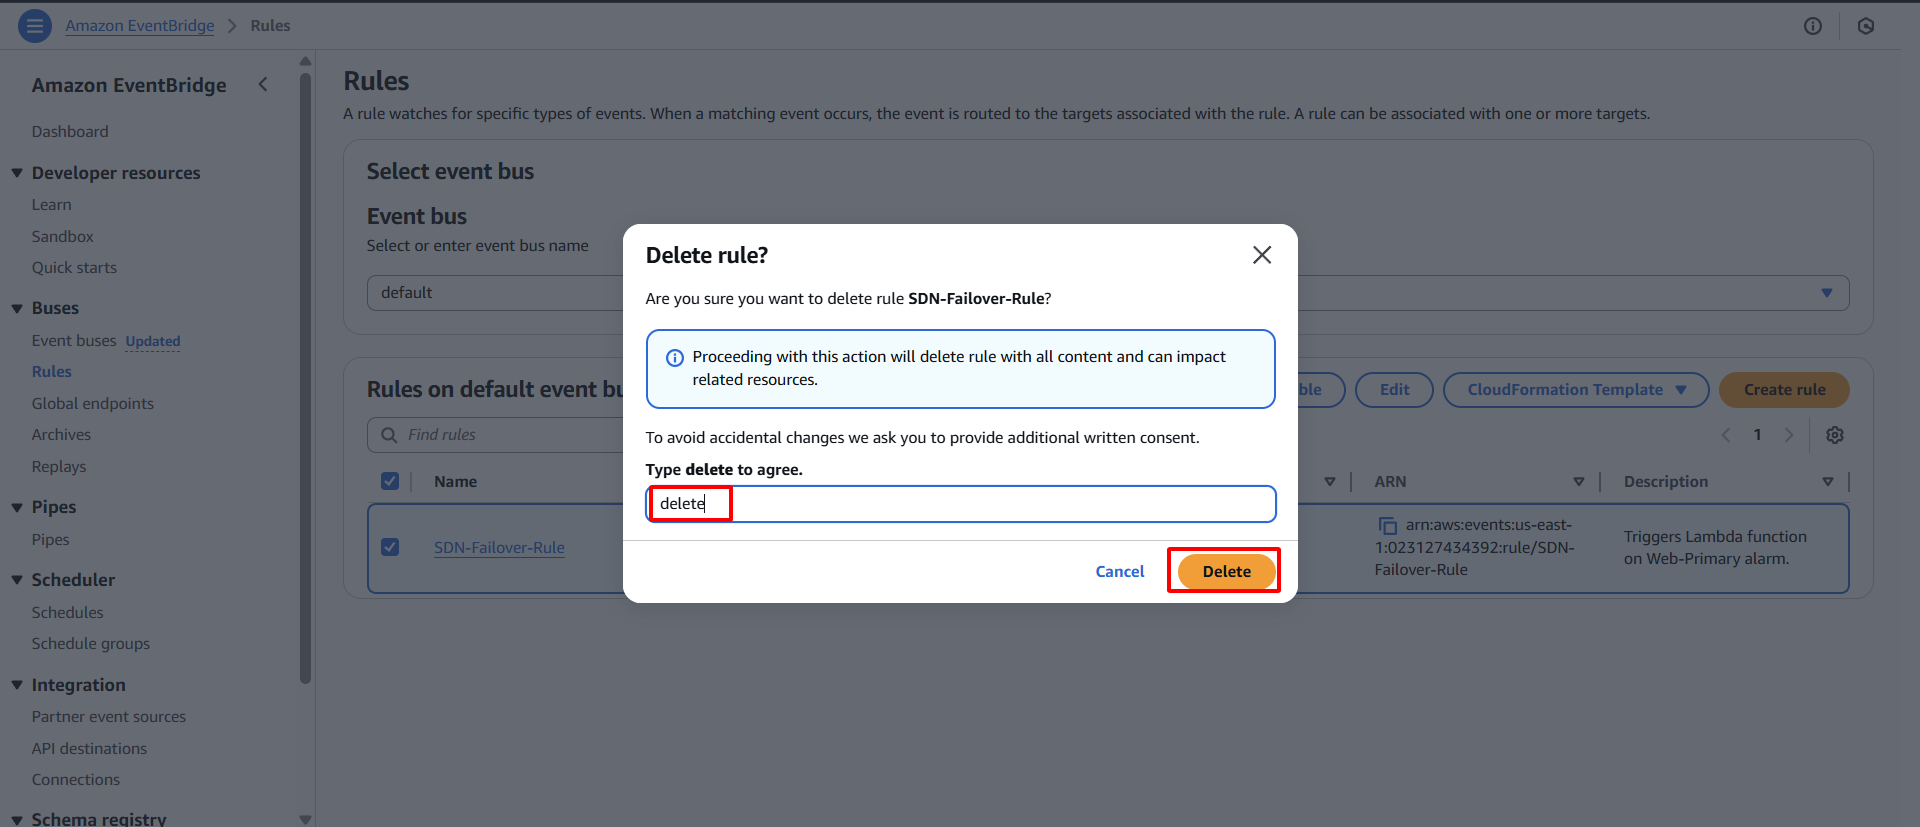 Amazon EventBridge > Rules
Amazon EventBridge
Dashboard
Developer resources
Learn
Sandbox
Quick starts
Buses
Event buses Updated
Rules
Global endpoints
Archives
Replays
Pipes
Pipes
Scheduler
Schedules
Schedule groups
Integration
Partner event sources
API destinations
Connections
Schema registry
Rules
A rule watches for specific types of events. When a matching event occurs, the event is routed to the targets associated with the rule. A rule can be associated with one or more targets.
Select event bus
Event bus
Select or enter event bus name
default
Rules on default event bu
ble
Edit
CloudFormation Template
Create rule
Find rules
1
Name
ARN
Description
SDN-Failover-Rule
arn:aws:events:us-east-
1:023127434392:rule/SDN-
Failover-Rule
Triggers Lambda function
on Web-Primary alarm.
Delete rule?
Are you sure you want to delete rule SDN-Failover-Rule?
Proceeding with this action will delete rule with all content and can impact
related resources.
To avoid accidental changes we ask you to provide additional written consent.
Type delete to agree.
delete
Cancel
Delete